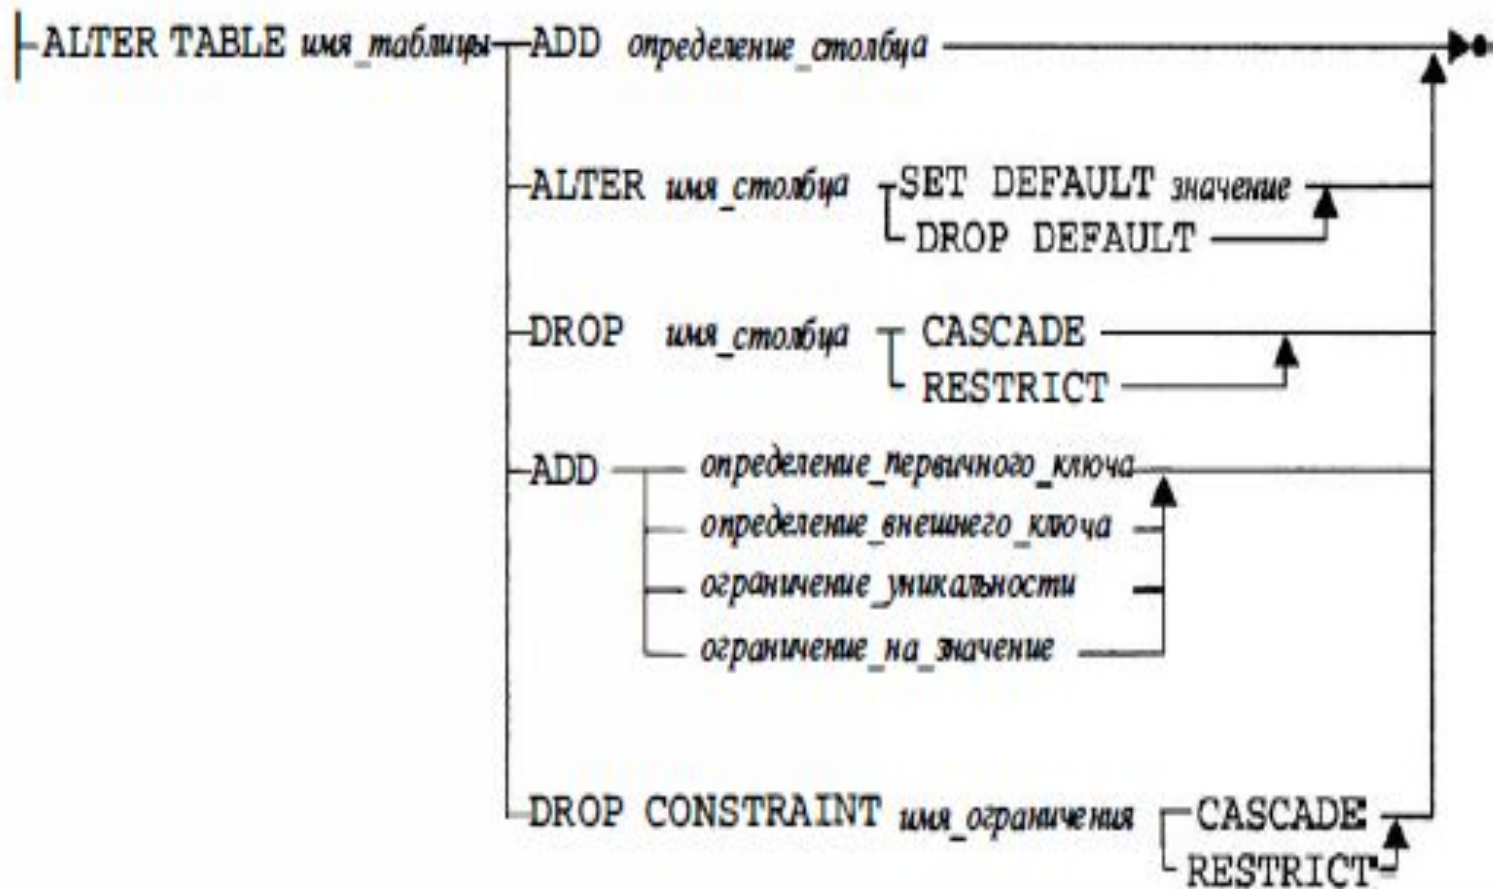 ALTER TABLE имя_таблицы ADD определение_столбца
ALTER имя_столбца SET DEFAULT значение
DROP DEFAULT
DROP имя_столбца CASCADE
RESTRICT
ADD определение_первичного_ключа
определение_внешнего_ключа
ограничение_уникальности
ограничение_на_значение
DROP CONSTRAINT имя_ограничения CASCADE
RESTRICT